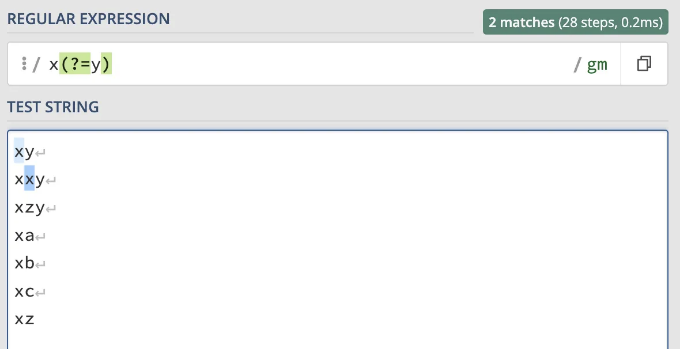 REGULAR EXPRESSION
2 matches (28 steps, 0.2ms)
/ x(?=y) / gm
TEST STRING
xy↵
xxy↵
xzy↵
xa↵
xb↵
xc↵
xz